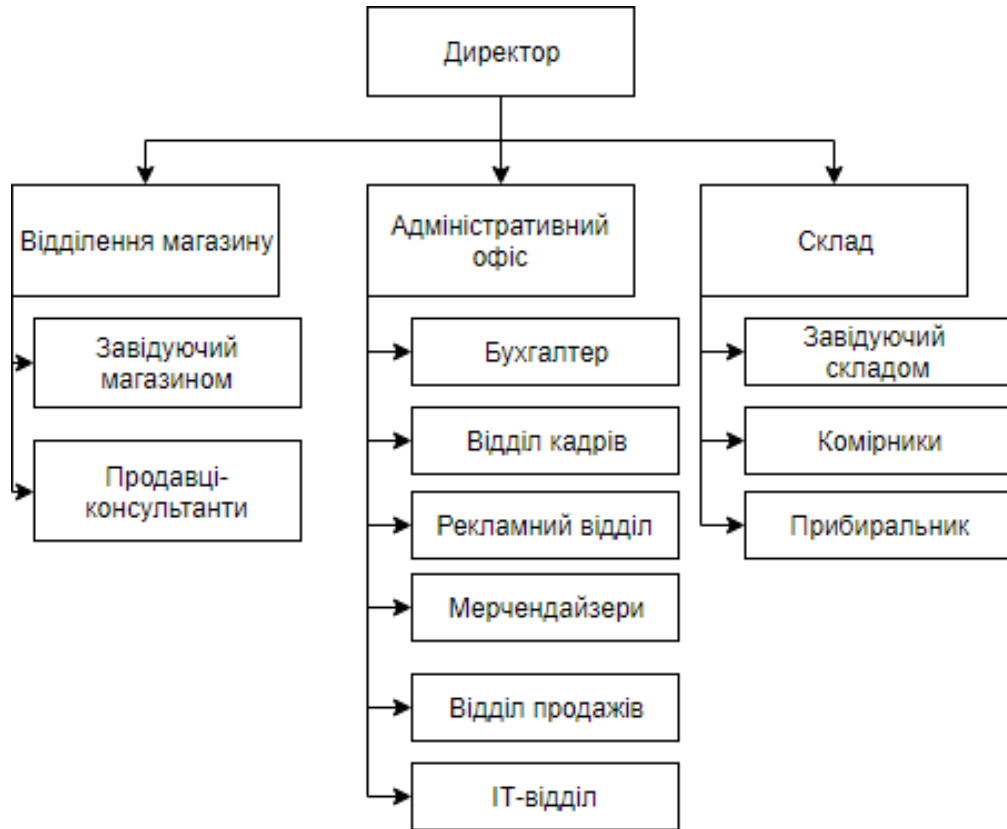 Директор
Відділення магазину
Адміністративний
офіс
Склад
Завідуючий
магазином
Продавці-
консультанти
Бухгалтер
Відділ кадрів
Рекламний відділ
Мерчендайзери
Відділ продажів
ІТ-відділ
Завідуючий
складом
Комірники
Прибиральник